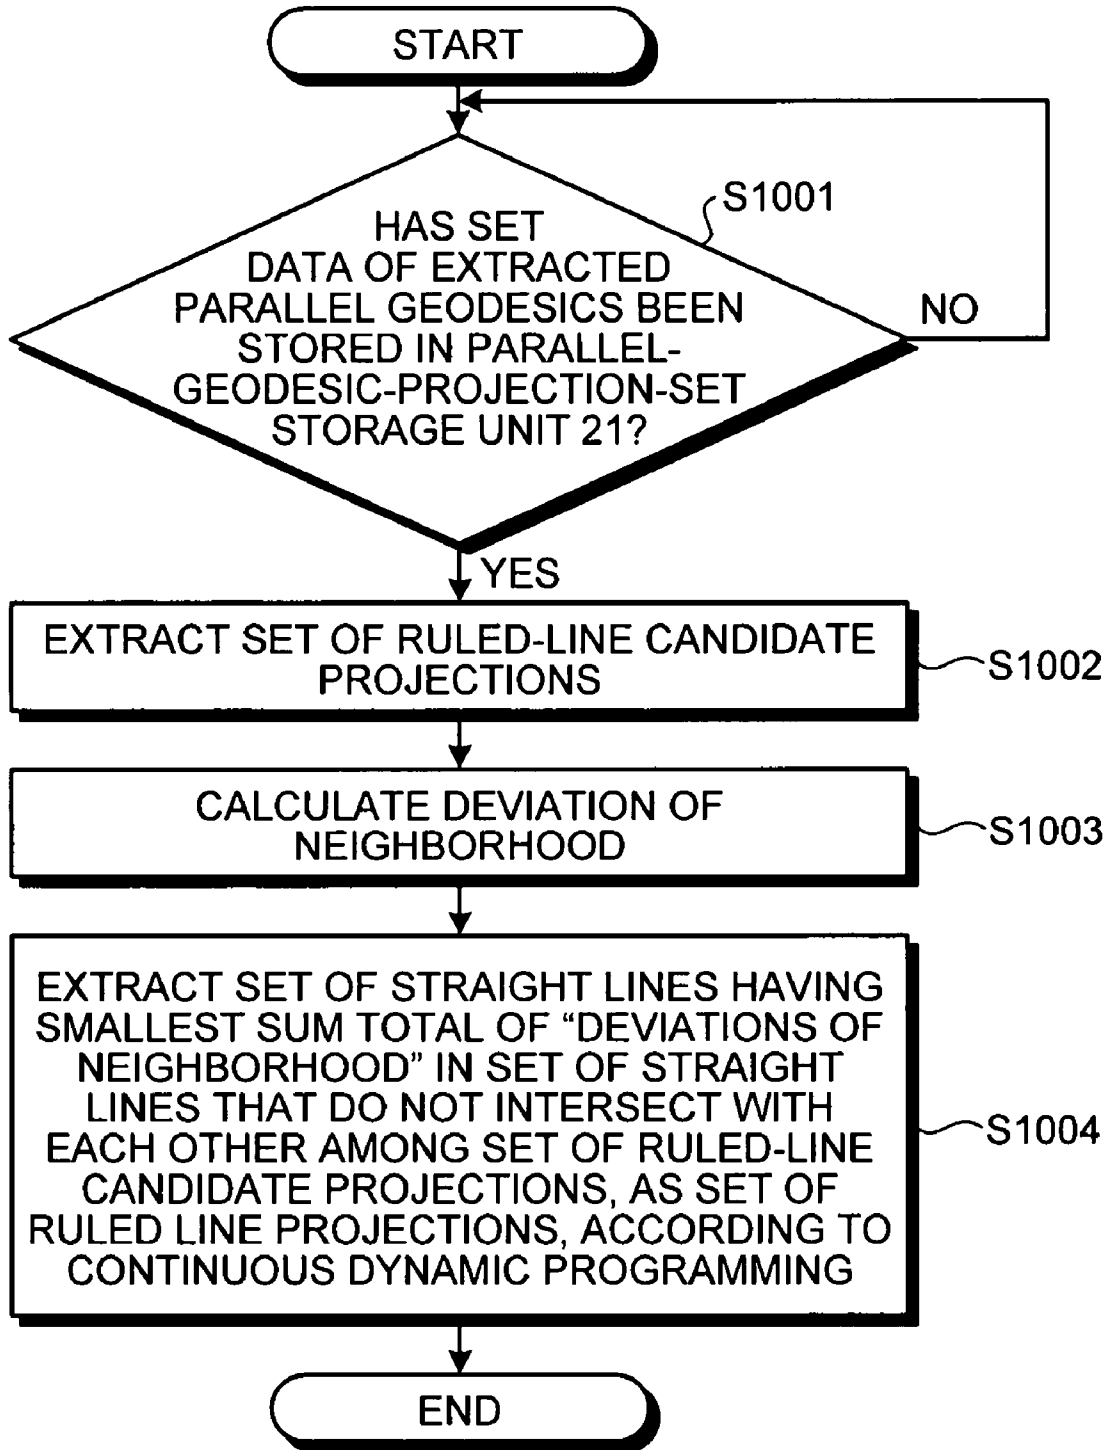 START
S1001
HAS SET
DATA OF EXTRACTED
PARALLEL GEODESICS BEEN
STORED IN PARALLEL-
GEODESIC-PROJECTION-SET
STORAGE UNIT 21?
NO
YES
EXTRACT SET OF RULED-LINE CANDIDATE
PROJECTIONS
S1002
CALCULATE DEVIATION OF
NEIGHBORHOOD
S1003
EXTRACT SET OF STRAIGHT LINES HAVING
SMALLEST SUM TOTAL OF “DEVIATIONS OF
NEIGHBORHOOD” IN SET OF STRAIGHT
LINES THAT DO NOT INTERSECT WITH
EACH OTHER AMONG SET OF RULED-LINE
CANDIDATE PROJECTIONS, AS SET OF
RULED LINE PROJECTIONS, ACCORDING TO
CONTINUOUS DYNAMIC PROGRAMMING
S1004
END